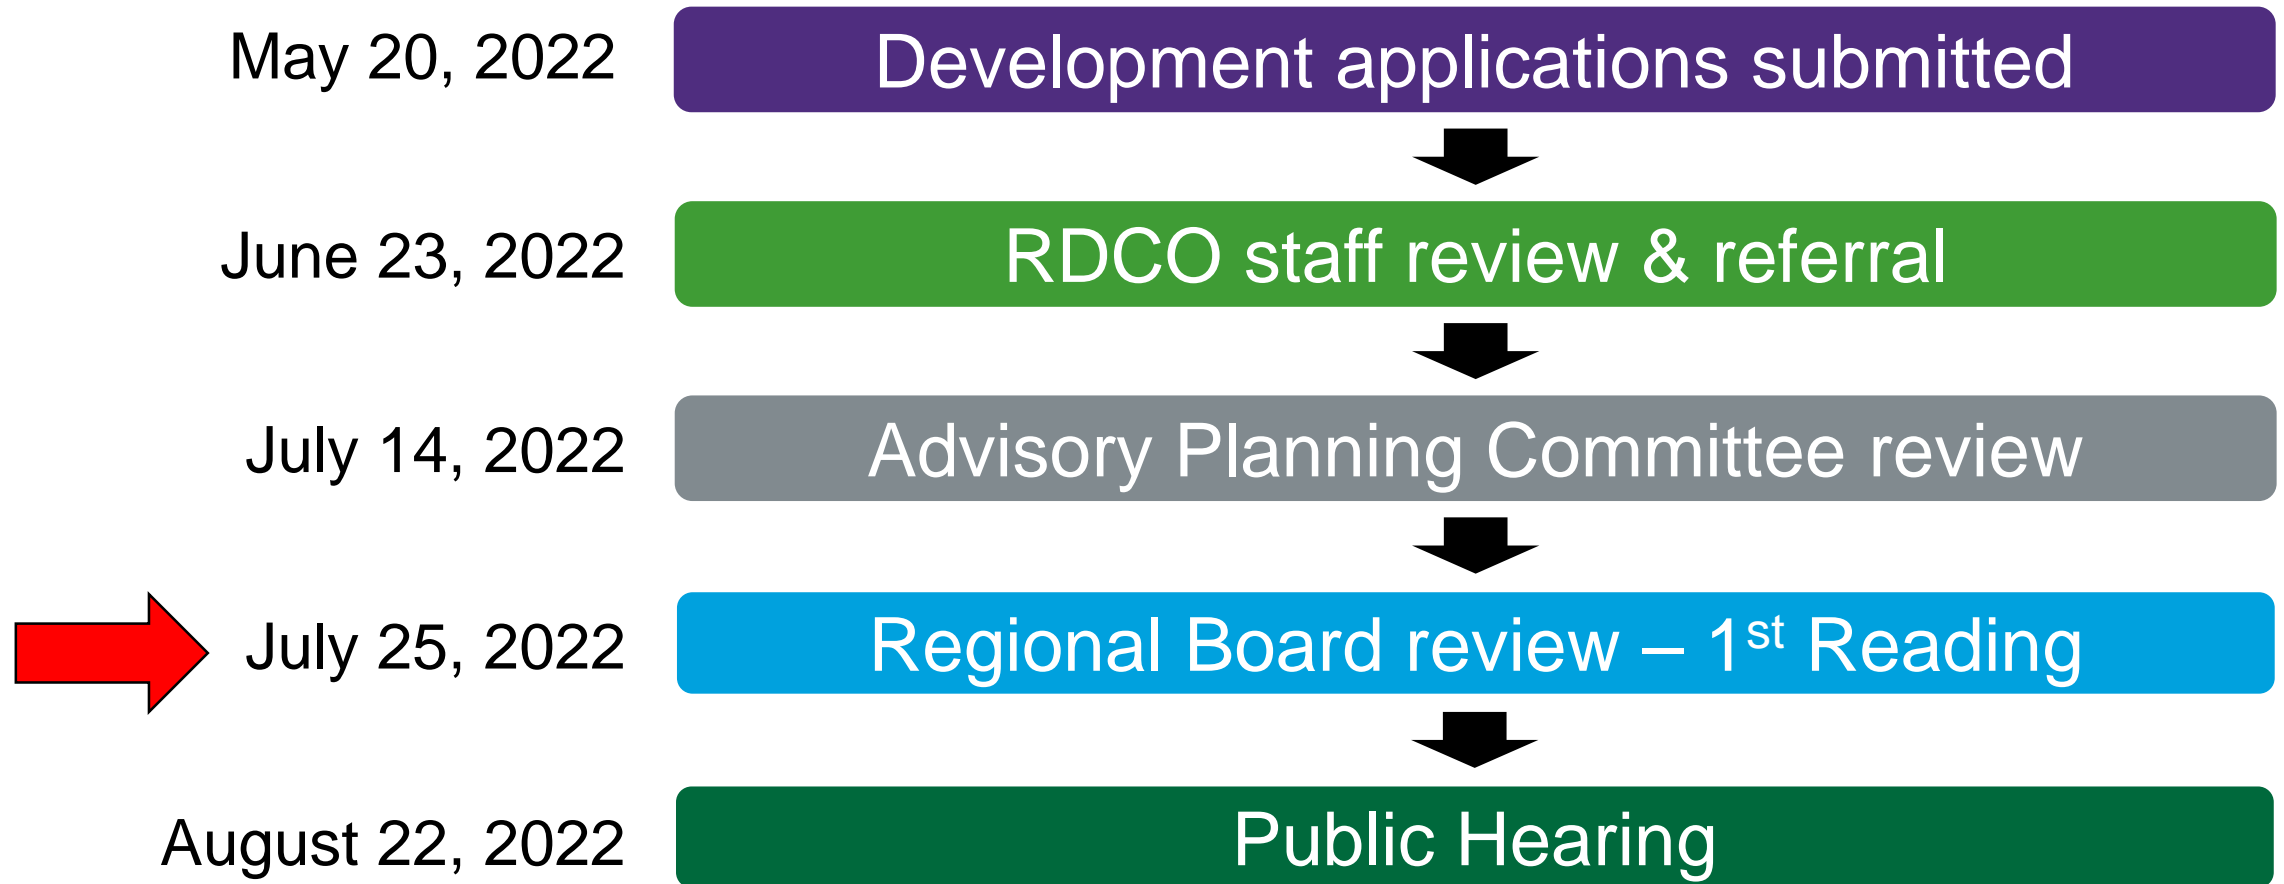 May 20, 2022 Development applications submitted
June 23, 2022 RDCO staff review & referral
July 14, 2022 Advisory Planning Committee review
July 25, 2022 Regional Board review – 1st Reading
August 22, 2022 Public Hearing